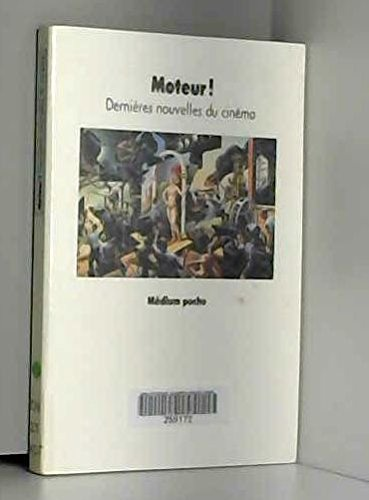 Moteur!
Dernières nouvelles du cinéma
Médium poche
259172